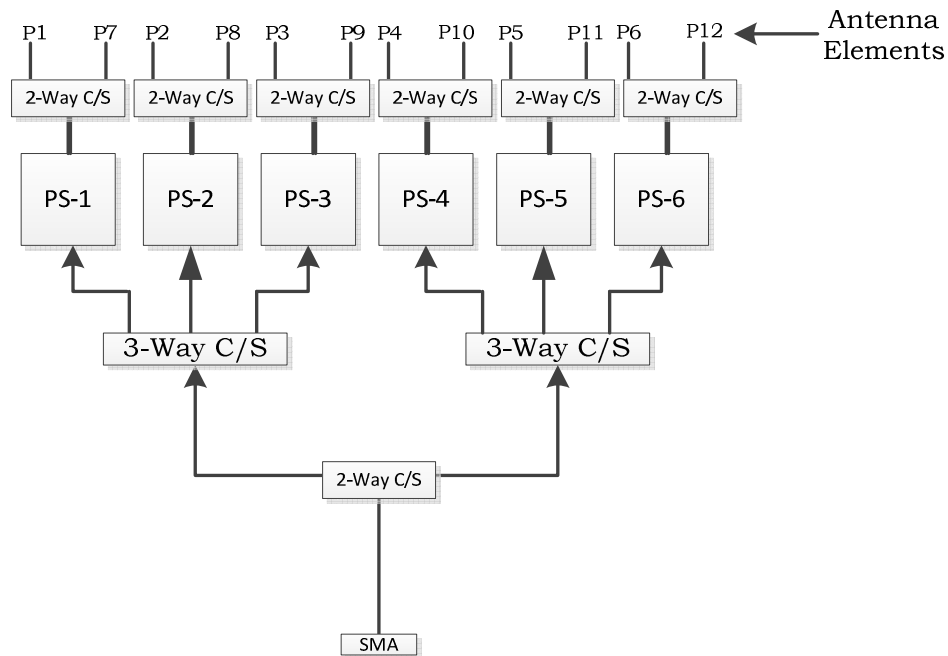 P1 P7 P2 P8 P3 P9 P4 P10 P5 P11 P6 P12
Antenna
Elements
2-Way C/S 2-Way C/S 2-Way C/S 2-Way C/S 2-Way C/S 2-Way C/S
PS-1 PS-2 PS-3 PS-4 PS-5 PS-6
3-Way C/S 3-Way C/S
2-Way C/S
SMA